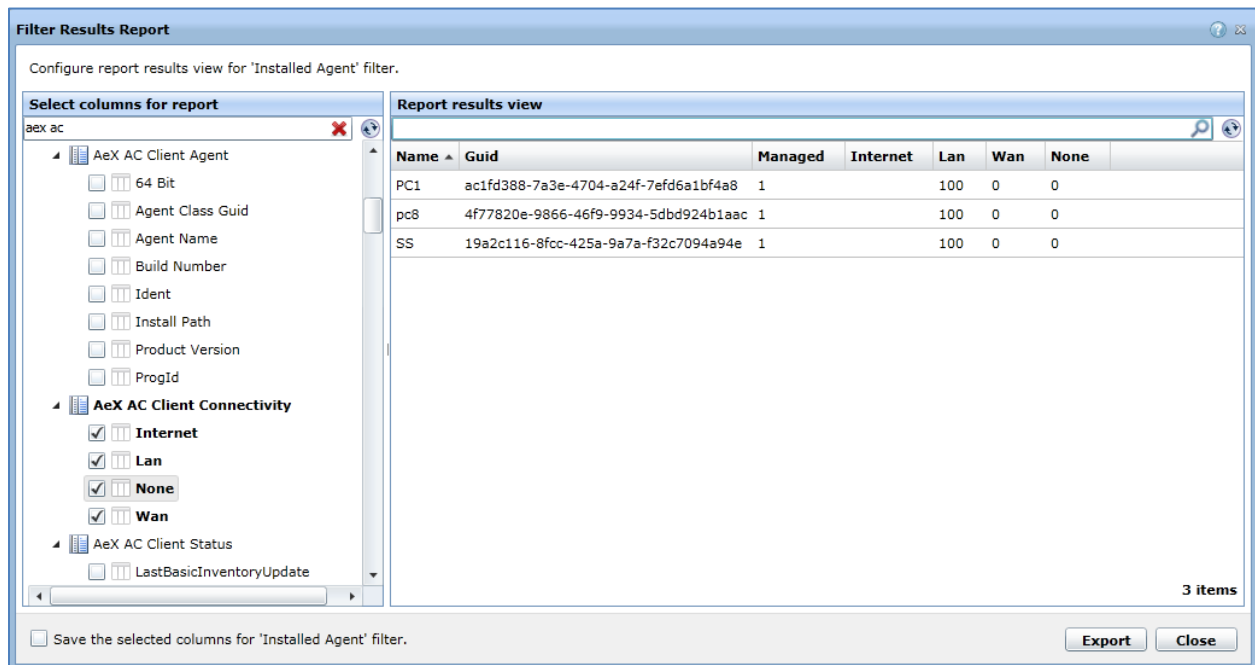 Filter Results Report
Configure report results view for 'Installed Agent' filter.
Select columns for report
aex ac
AeX AC Client Agent
64 Bit
Agent Class Guid
Agent Name
Build Number
Ident
Install Path
Product Version
ProgId
AeX AC Client Connectivity
Internet
Lan
None
Wan
AeX AC Client Status
LastBasicInventoryUpdate
Report results view
Name Guid Managed Internet Lan Wan None
PC1 ac1fd388-7a3e-4704-a24f-7efd6a1bf4a8 1 100 0 0
pc8 4f77820e-9866-46f9-9934-5dbd924b1aac 1 100 0 0
SS 19a2c116-8fcc-425a-9a7a-f32c7094a94e 1 100 0 0
3 items
Save the selected columns for 'Installed Agent' filter.
Export Close